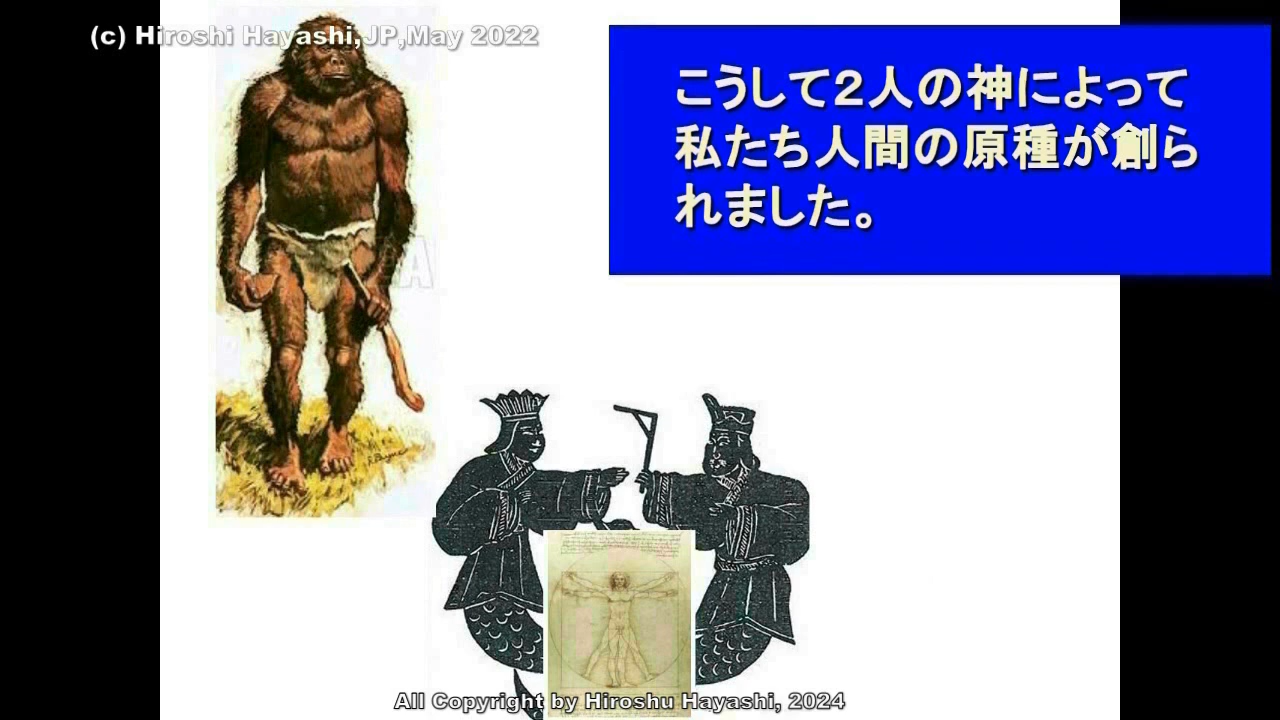 (c) Hiroshi Hayashi,JP,May 2022
こうして２人の神によって
私たち人間の原種が創ら
れました。
All Copyright by Hiroshu Hayashi, 2024